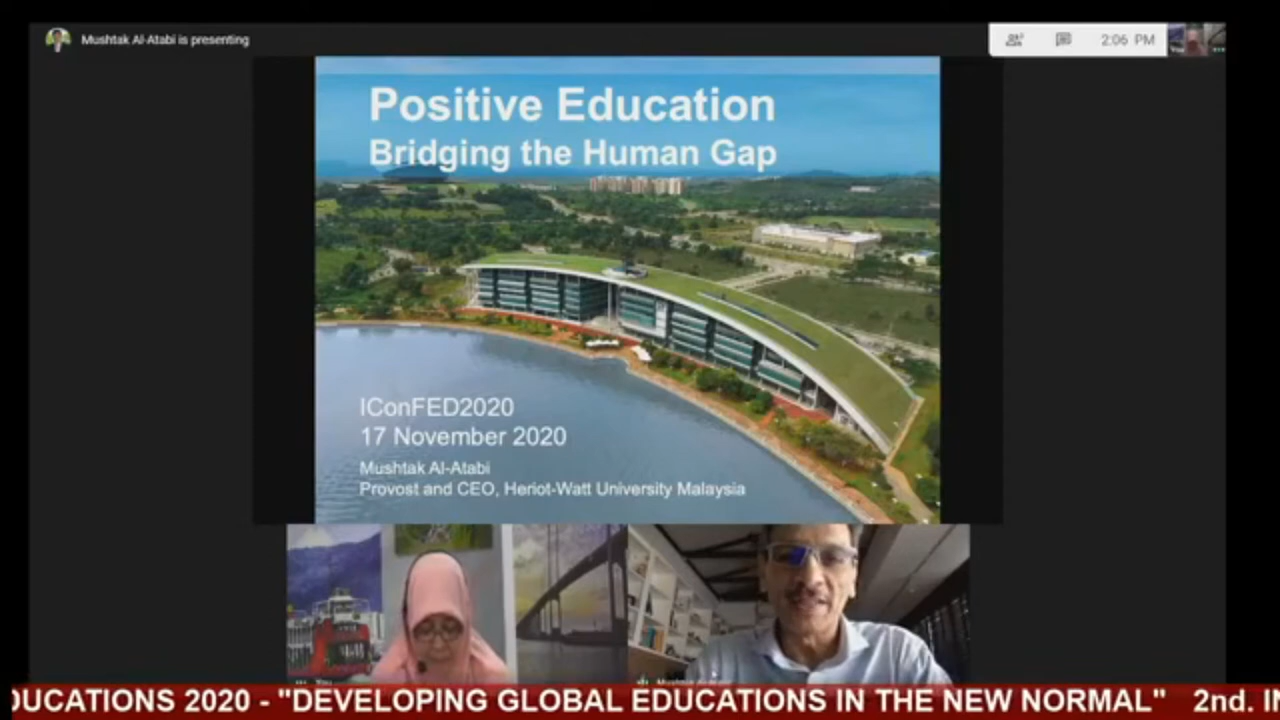 Mushtak Al-Atabi is presenting
2:06 PM
Positive Education
Bridging the Human Gap
IConFED2020
17 November 2020
Mushtak Al-Atabi
Provost and CEO, Heriot-Watt University Malaysia
DUCATIONS 2020 - "DEVELOPING GLOBAL EDUCATIONS IN THE NEW NORMAL" 2nd. IN